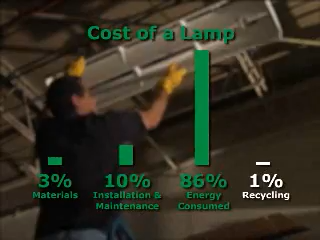 Cost of a Lamp
3% 10% 86% 1%
Materials Installation & Energy Recycling
Maintenance Consumed